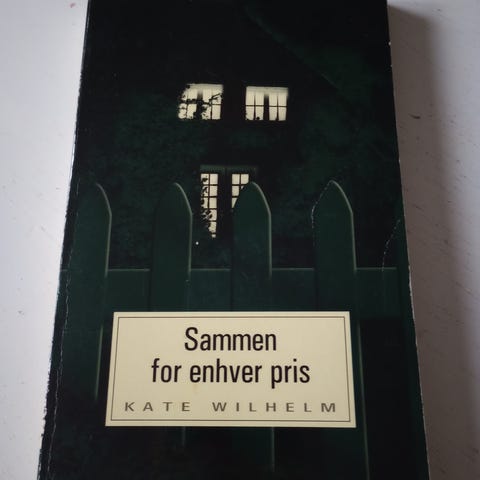 Sammen
for enhver pris
KATE WILHELM